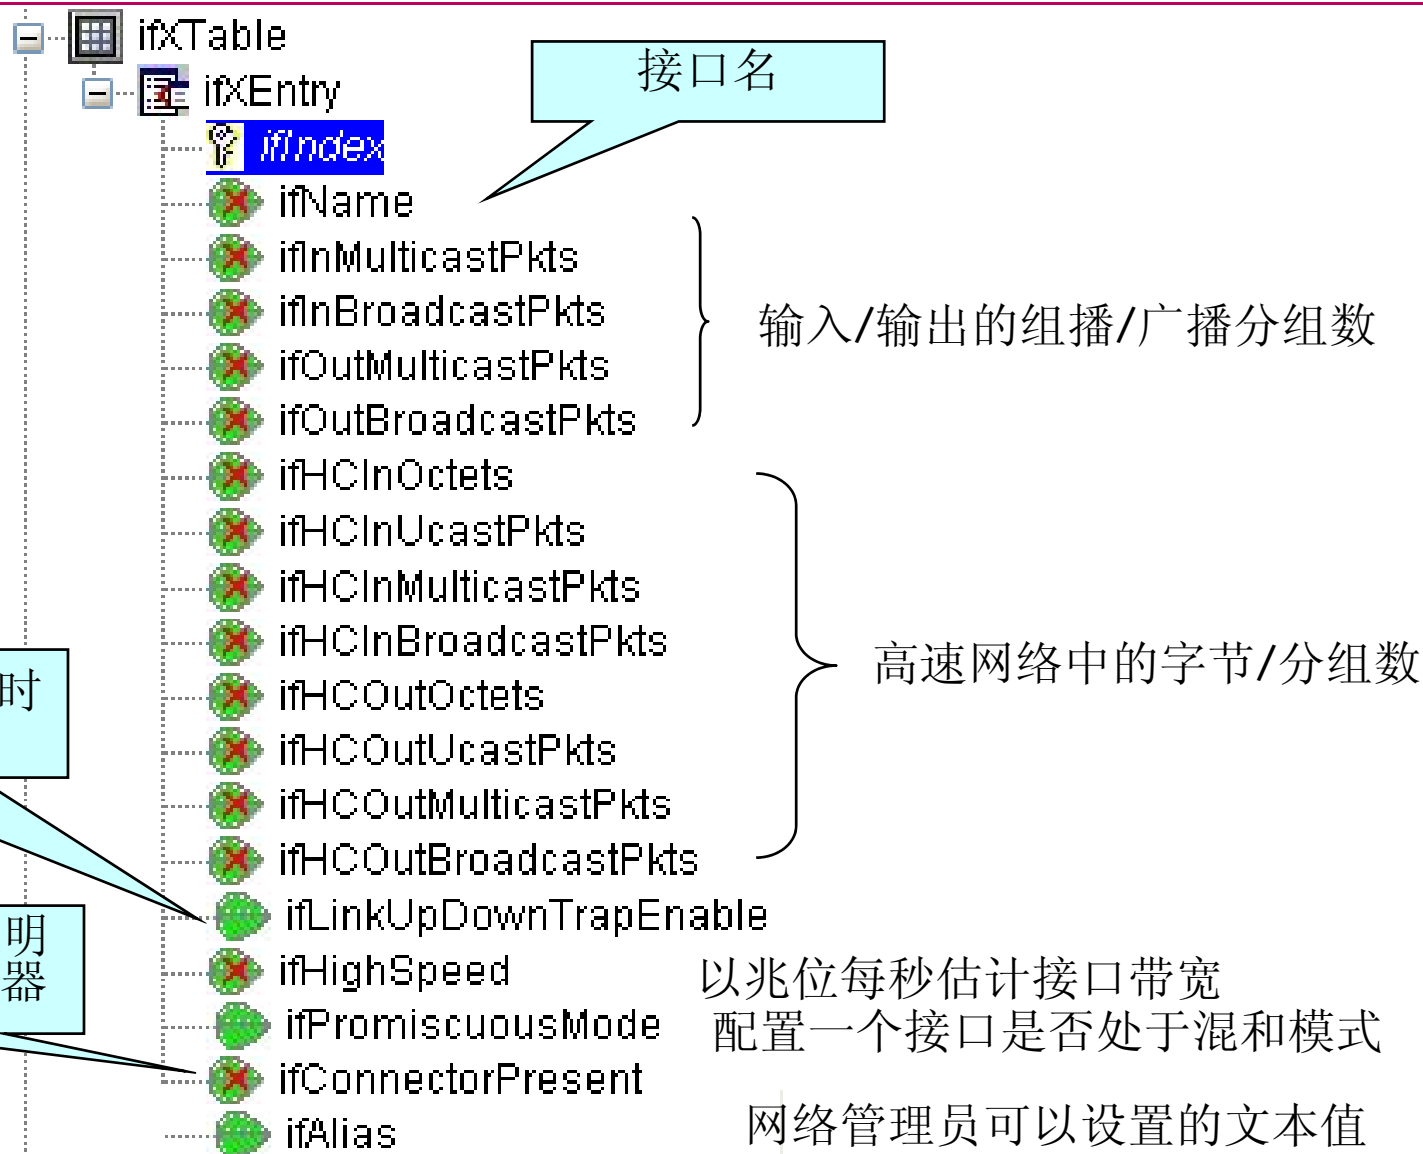 ifXTable
接口名
ifXEntry
ifIndex
ifName
ifInMulticastPkts
ifInBroadcastPkts
输入/输出的组播/广播分组数
ifOutMulticastPkts
ifOutBroadcastPkts
ifHCInOctets
ifHCInUcastPkts
ifHCInMulticastPkts
ifHCInBroadcastPkts
高速网络中的字节/分组数
时
ifHCOutOctets
ifHCOutUcastPkts
ifHCOutMulticastPkts
ifHCOutBroadcastPkts
ifLinkUpDownTrapEnable
明
器
ifHighSpeed
以兆位每秒估计接口带宽
ifPromiscuousMode
配置一个接口是否处于混和模式
ifConnectorPresent
ifAlias
网络管理员可以设置的文本值